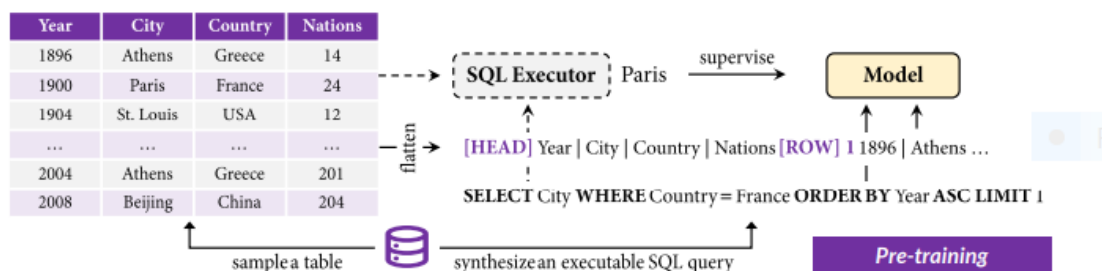 Year City Country Nations
1896 Athens Greece 14
1900 Paris France 24
1904 St. Louis USA 12
... ... ... ...
2004 Athens Greece 201
2008 Beijing China 204
SQL Executor Paris supervise Model
flatten
[HEAD] Year | City | Country | Nations [ROW] 1 1896 | Athens ...
SELECT City WHERE Country = France ORDER BY Year ASC LIMIT 1
sample a table
synthesize an executable SQL query
Pre-training